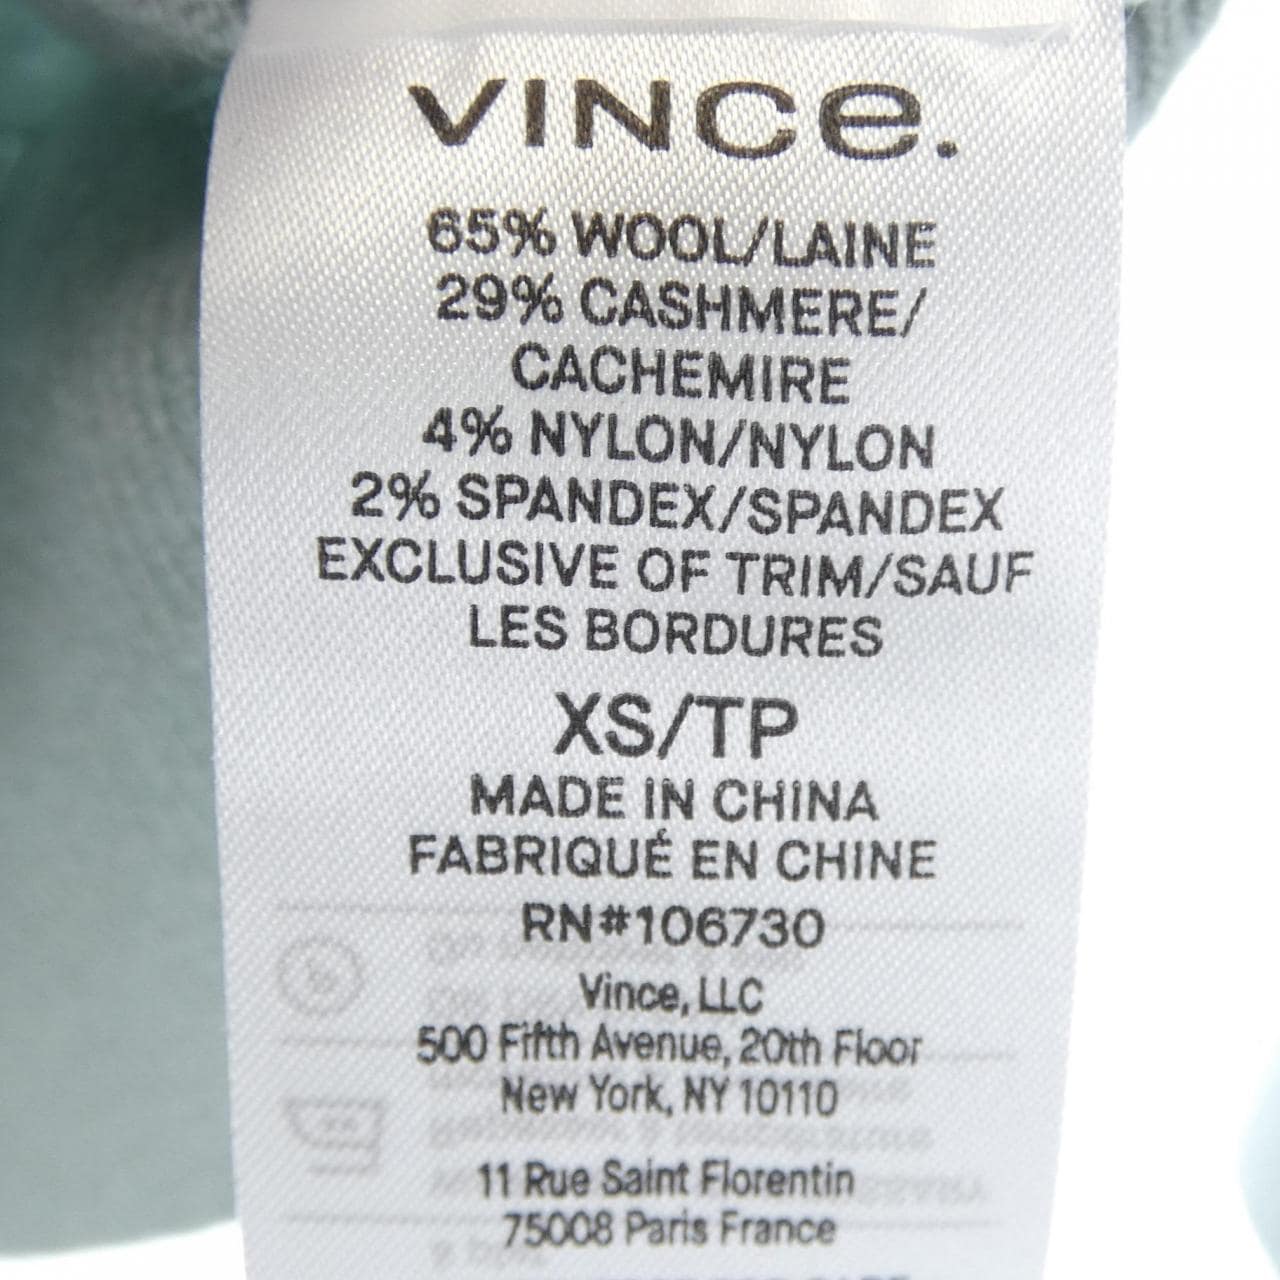 VINCe.
65% WOOL/LAINE
29% CASHMERE/
CACHEMIRE
4% NYLON/NYLON
2% SPANDEX/SPANDEX
EXCLUSIVE OF TRIM/SAUF
LES BORDURES
XS/TP
MADE IN CHINA
FABRIQUÉ EN CHINE
RN#106730
Vince, LLC
500 Fifth Avenue, 20th Floor
New York, NY 10110
11 Rue Saint Florentin
75008 Paris France